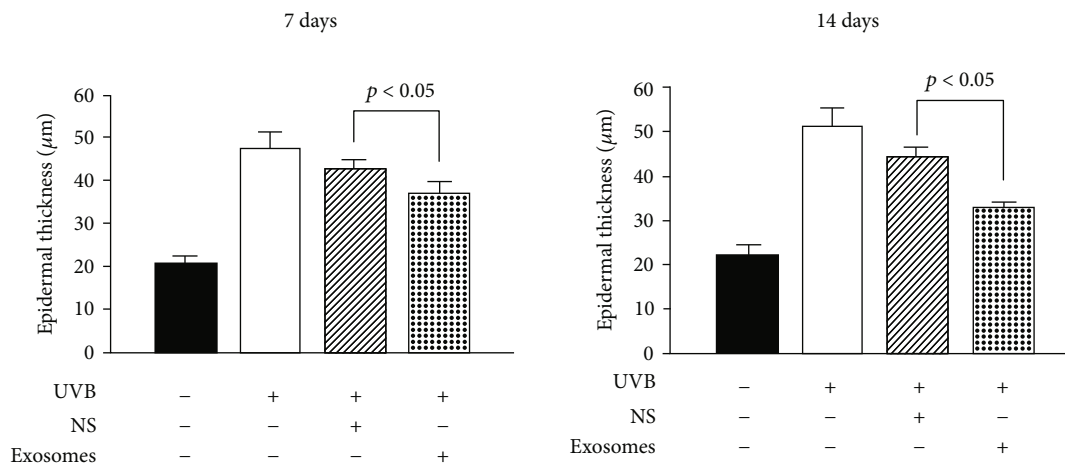 7 days
p < 0.05
Epidermal thickness (μm)
60
50
40
30
20
10
0
UVB − + + +
NS − − + −
Exosomes − − − +
14 days
p < 0.05
Epidermal thickness (μm)
60
50
40
30
20
10
0
UVB − + + +
NS − − + −
Exosomes − − − +